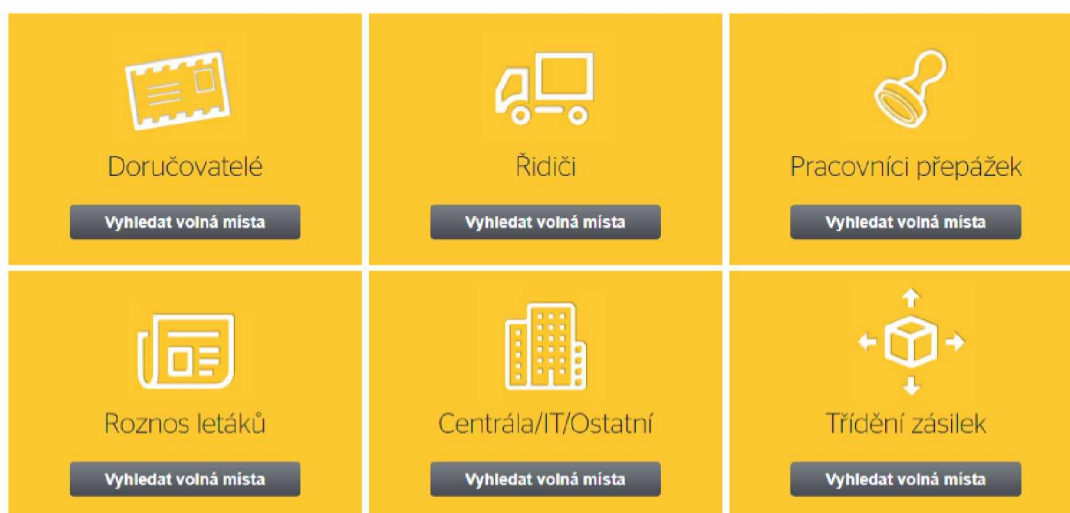 Doručovatelé
Vyhledat volná místa
Řidiči
Vyhledat volná místa
Pracovníci přepážek
Vyhledat volná místa
Roznos letáků
Vyhledat volná místa
Centrála/IT/Ostatní
Vyhledat volná místa
Třídění zásilek
Vyhledat volná místa